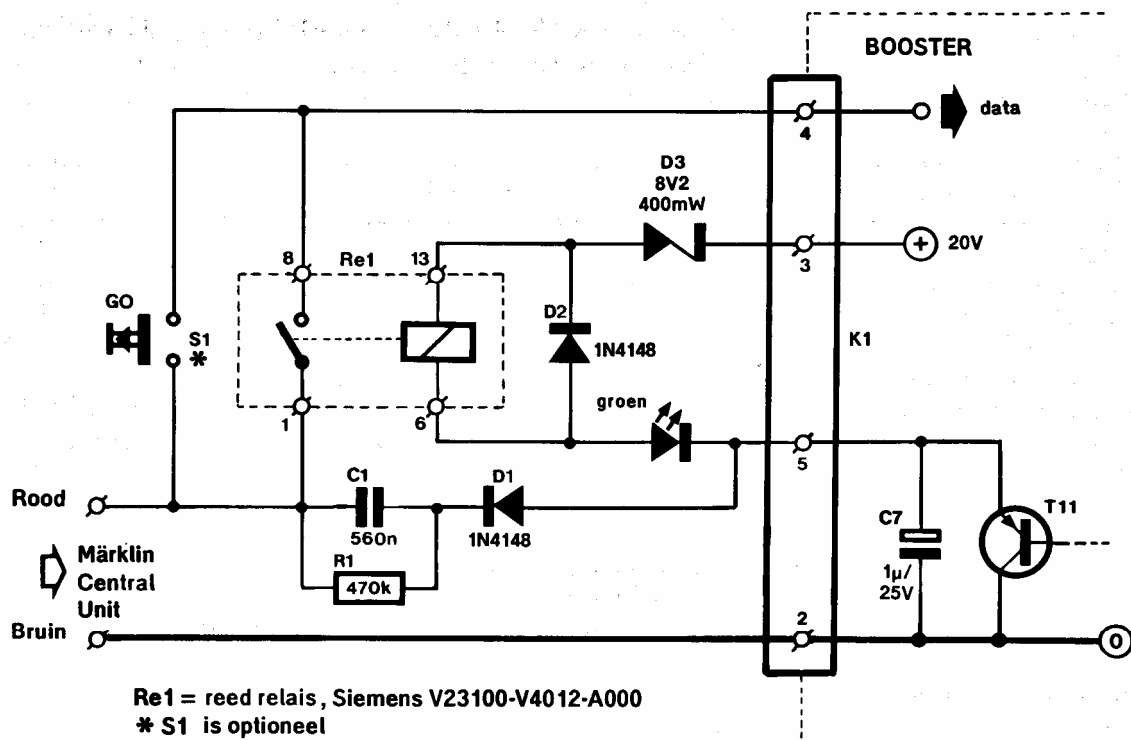 BOOSTER
4
data
D3
8V2
400mW
3
+ 20V
8
Re1
13
GO
S1
*
D2
1N4148
K1
1
6
groen
5
C1
560n
D1
1N4148
Rood
R1
470k
C7
1µ/
25V
T11
Märklin
Central
Unit
Bruin
2
0
Re1 = reed relais, Siemens V23100-V4012-A000
* S1 is optioneel